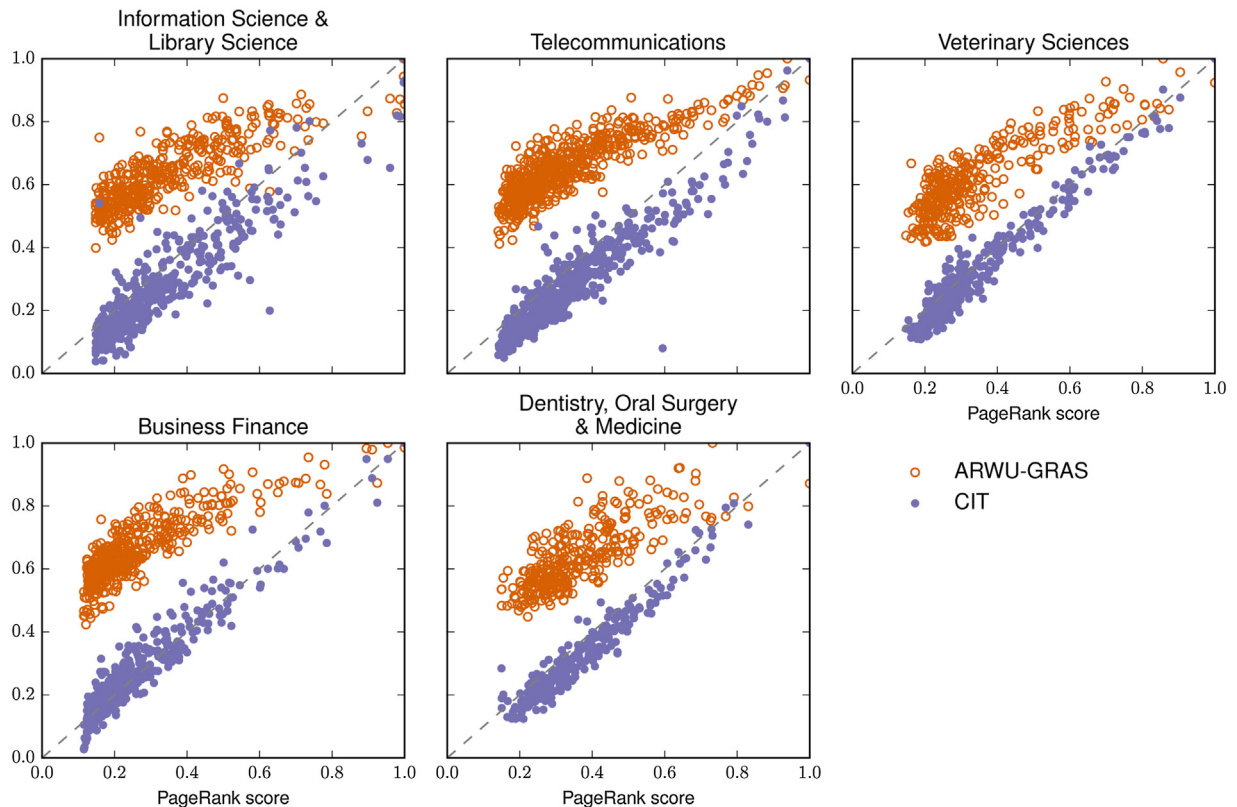 Information Science &
Library Science
Telecommunications
Veterinary Sciences
1.0
0.8
0.6
0.4
0.2
0.0
0.0 0.2 0.4 0.6 0.8 1.0
PageRank score
Business Finance
Dentistry, Oral Surgery
& Medicine
1.0
0.8
0.6
0.4
0.2
0.0
0.0 0.2 0.4 0.6 0.8 1.0
PageRank score
0.0 0.2 0.4 0.6 0.8 1.0
PageRank score
ARWU-GRAS
CIT